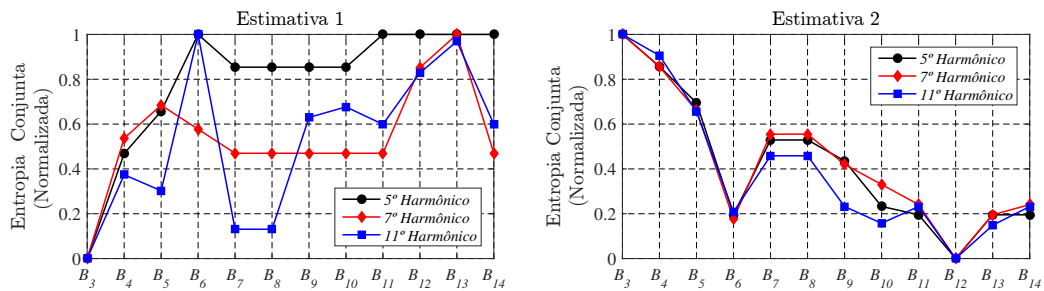 Estimativa 1
Entropia Conjunta
(Normalizada)
1
0.8
0.6
0.4
0.2
0
5º Harmônico
7º Harmônico
11º Harmônico
B3 B4 B5 B6 B7 B8 B9 B10 B11 B12 B13 B14
Estimativa 2
Entropia Conjunta
(Normalizada)
1
0.8
0.6
0.4
0.2
0
5º Harmônico
7º Harmônico
11º Harmônico
B3 B4 B5 B6 B7 B8 B9 B10 B11 B12 B13 B14